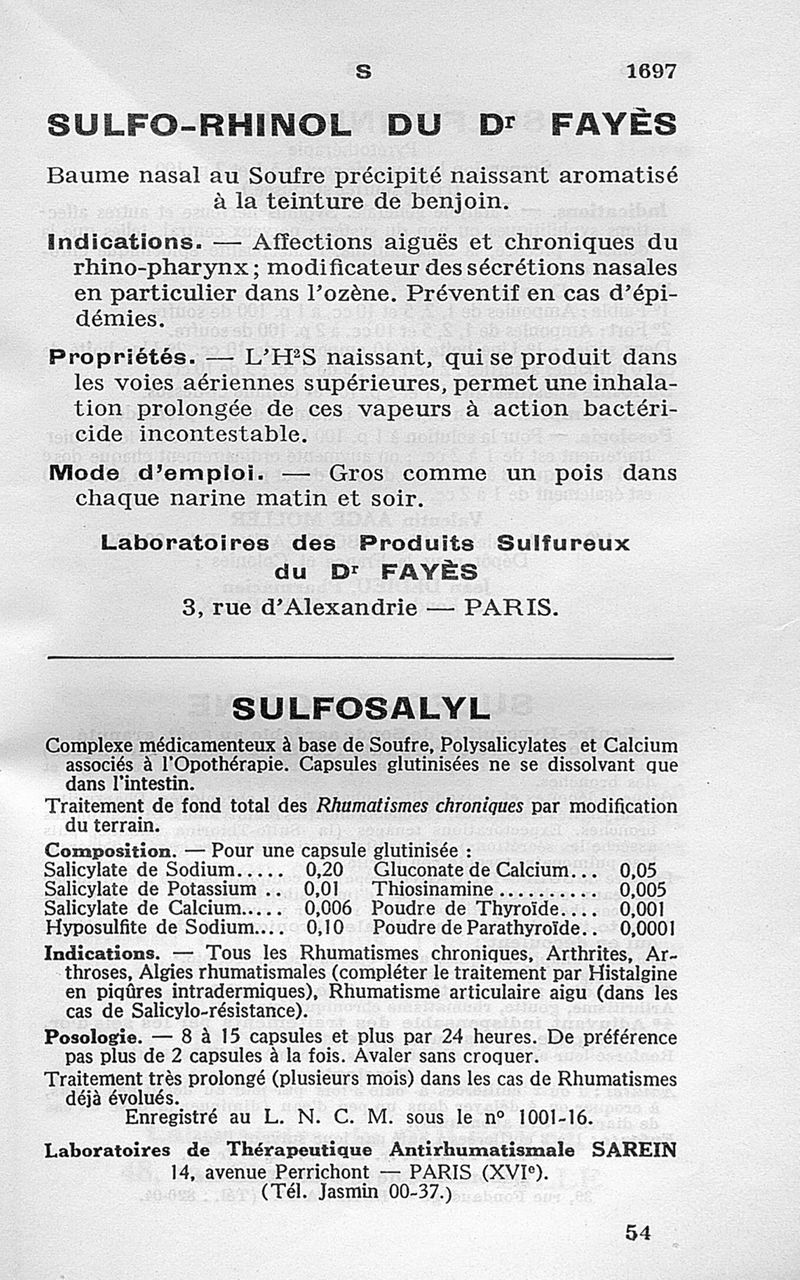 S 1697
SULFO-RHINOL DU Dr FAYÈS
Baume nasal au Soufre précipité naissant aromatisé
à la teinture de benjoin.
Indications. — Affections aiguës et chroniques du
rhino-pharynx; modificateur des sécrétions nasales
en particulier dans l'ozène. Préventif en cas d'épi-
démies.
Propriétés. — L'H²S naissant, qui se produit dans
les voies aériennes supérieures, permet une inhala-
tion prolongée de ces vapeurs à action bactéri-
cide incontestable.
Mode d'emploi. — Gros comme un pois dans
chaque narine matin et soir.
Laboratoires des Produits Sulfureux
du Dr FAYÈS
3, rue d'Alexandrie — PARIS.
SULFOSALYL
Complexe médicamenteux à base de Soufre, Polysalicylates et Calcium
associés à l'Opothérapie. Capsules glutinisées ne se dissolvant que
dans l'intestin.
Traitement de fond total des Rhumatismes chroniques par modification
du terrain.
Composition. — Pour une capsule glutinisée :
Salicylate de Sodium..... 0,20 Gluconate de Calcium... 0,05
Salicylate de Potassium .. 0,01 Thiosinamine .......... 0,005
Salicylate de Calcium..... 0,006 Poudre de Thyroïde.... 0,001
Hyposulfite de Sodium.... 0,10 Poudre de Parathyroïde.. 0,0001
Indications. — Tous les Rhumatismes chroniques, Arthrites, Ar-
throses, Algies rhumatismales (compléter le traitement par Histalgine
en piqûres intradermiques), Rhumatisme articulaire aigu (dans les
cas de Salicylo-résistance).
Posologie. — 8 à 15 capsules et plus par 24 heures. De préférence
pas plus de 2 capsules à la fois. Avaler sans croquer.
Traitement très prolongé (plusieurs mois) dans les cas de Rhumatismes
déjà évolués.
Enregistré au L. N. C. M. sous le n° 1001-16.
Laboratoires de Thérapeutique Antirhumatismale SAREIN
14, avenue Perrichont — PARIS (XVIe).
(Tél. Jasmin 00-37.)
54